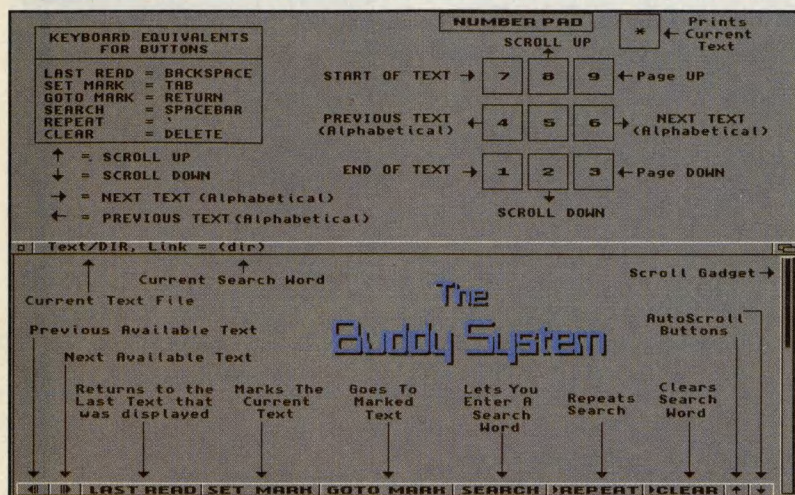 KEYBOARD EQUIVALENTS
FOR BUTTONS
LAST READ = BACKSPACE
SET MARK = TAB
GOTO MARK = RETURN
SEARCH = SPACEBAR
REPEAT = `
CLEAR = DELETE
↑ = SCROLL UP
↓ = SCROLL DOWN
→ = NEXT TEXT (Alphabetical)
← = PREVIOUS TEXT (Alphabetical)
NUMBER PAD
* ← Prints
Current
Text
SCROLL UP
START OF TEXT → 7 8 9 ← Page UP
PREVIOUS TEXT
(Alphabetical) ← 4 5 6 → NEXT TEXT
(Alphabetical)
END OF TEXT → 1 2 3 ← Page DOWN
SCROLL DOWN
Text/DIR, Link = (dir)
Current Search Word
Current Text File
Scroll Gadget →
The
Buddy System
AutoScroll
Buttons
Previous Available Text
Next Available Text
Returns to the
Last Text that
was displayed
Marks The
Current
Text
Goes To
Marked
Text
Lets You
Enter A
Search
Word
Repeats
Search
Clears
Search
Word
LAST READ SET MARK GOTO MARK SEARCH >REPEAT >CLEAR ↑ ↓